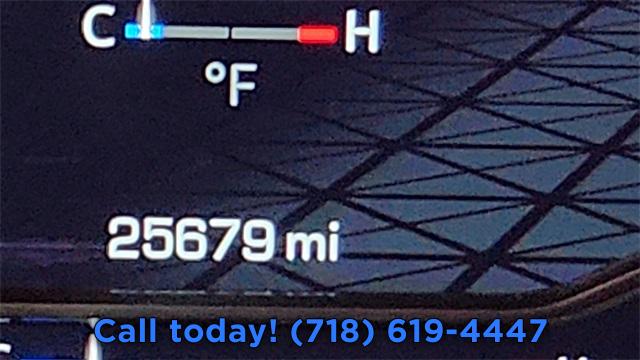 C H
°F
25679 mi
Call today! (718) 619-4447